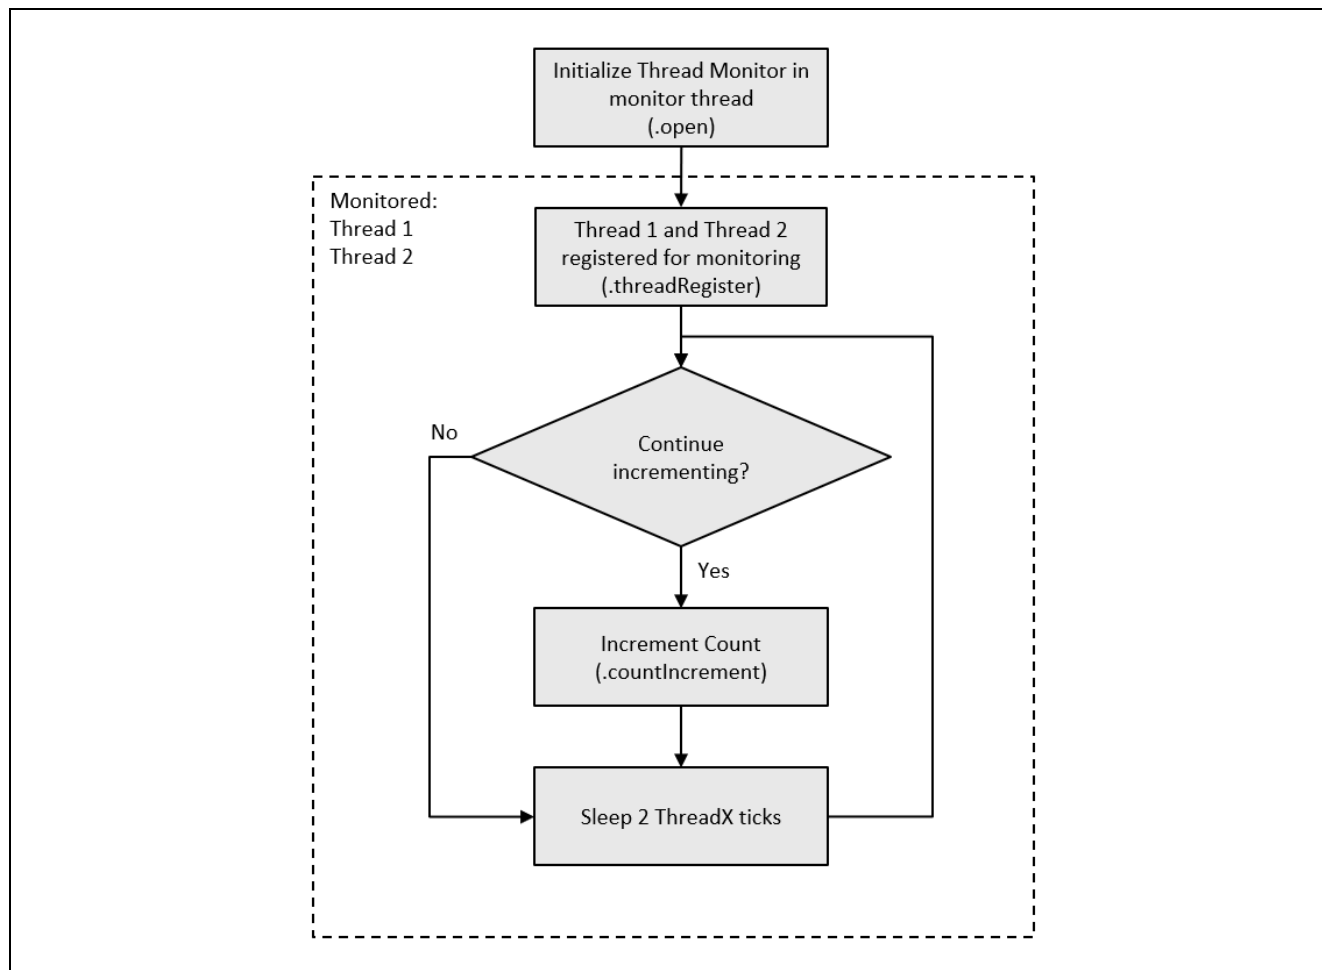 Initialize Thread Monitor in
monitor thread
(.open)
Monitored:
Thread 1
Thread 2
Thread 1 and Thread 2
registered for monitoring
(.threadRegister)
No
Continue
incrementing?
Yes
Increment Count
(.countIncrement)
Sleep 2 ThreadX ticks